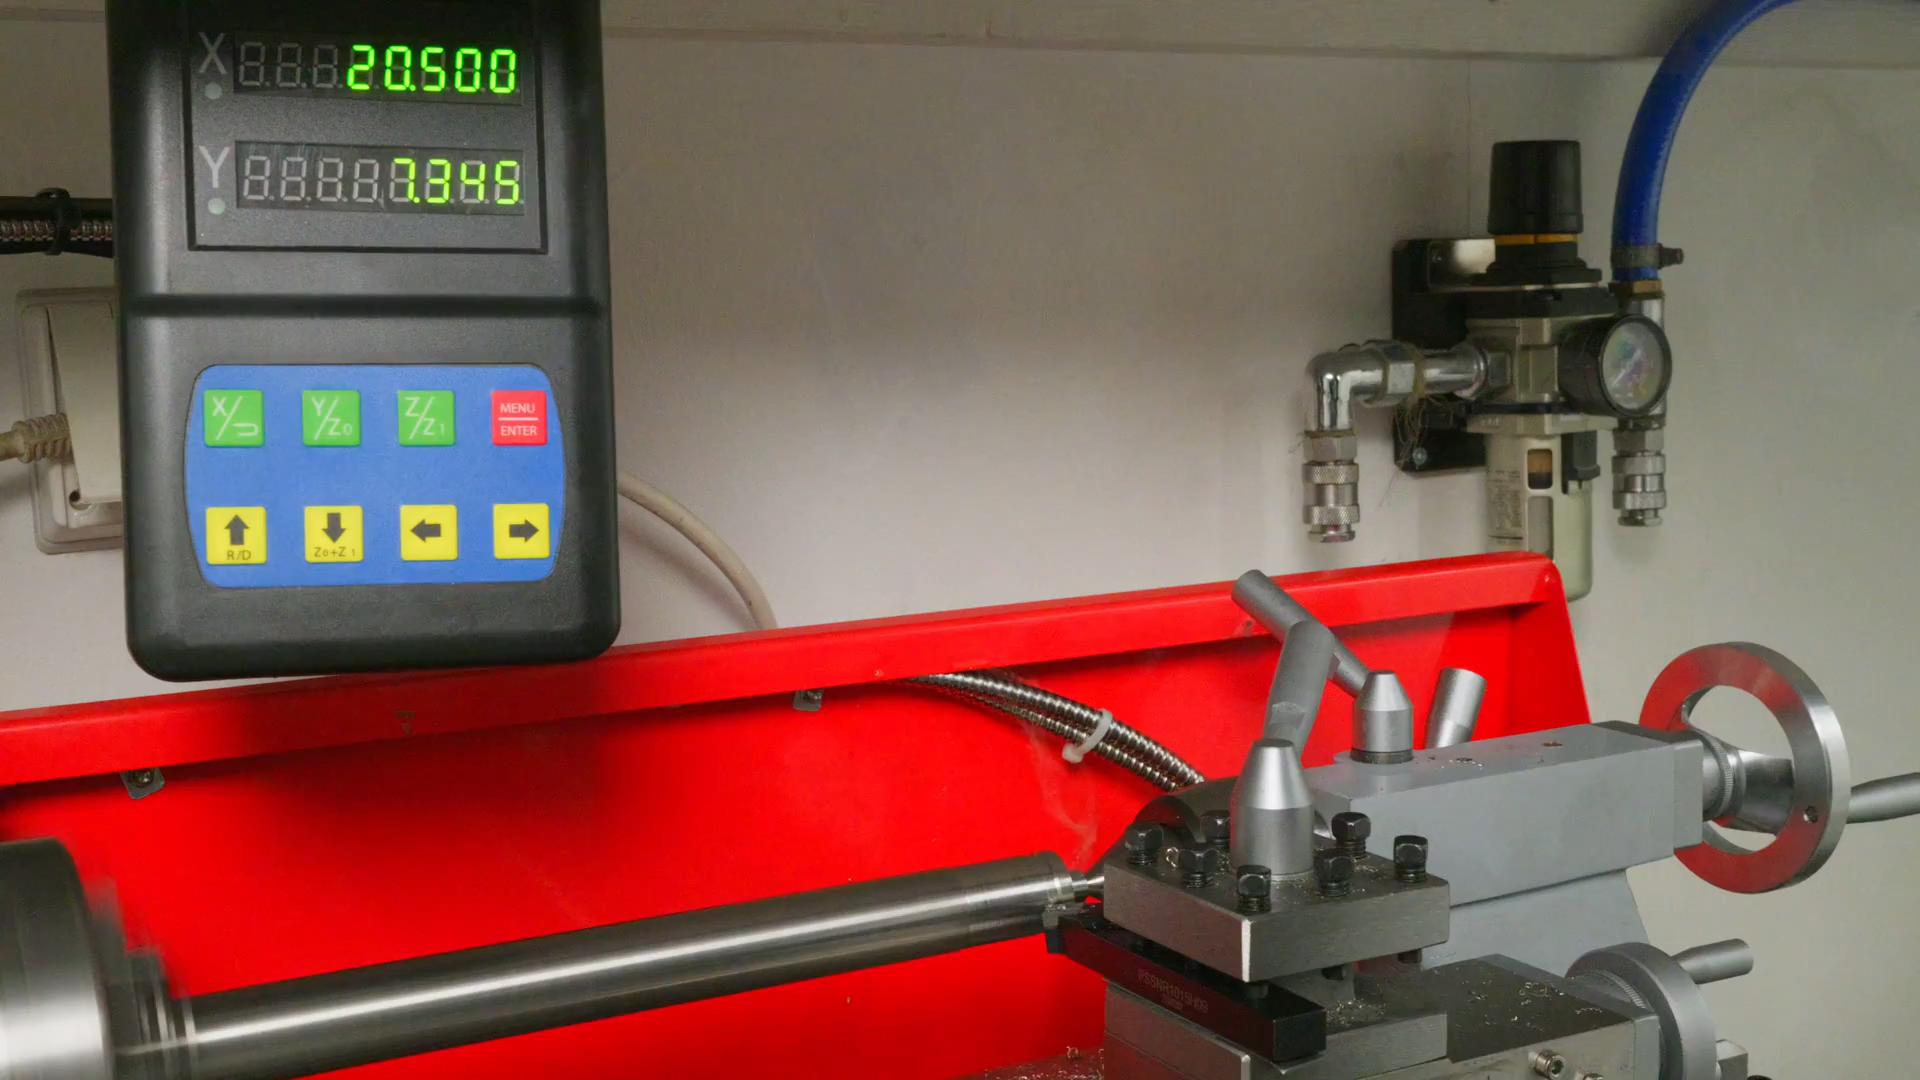 X 20.500
Y 7.345
X/
Y/Z0
Z/Z1
MENU
ENTER
R/D
Z0+Z1